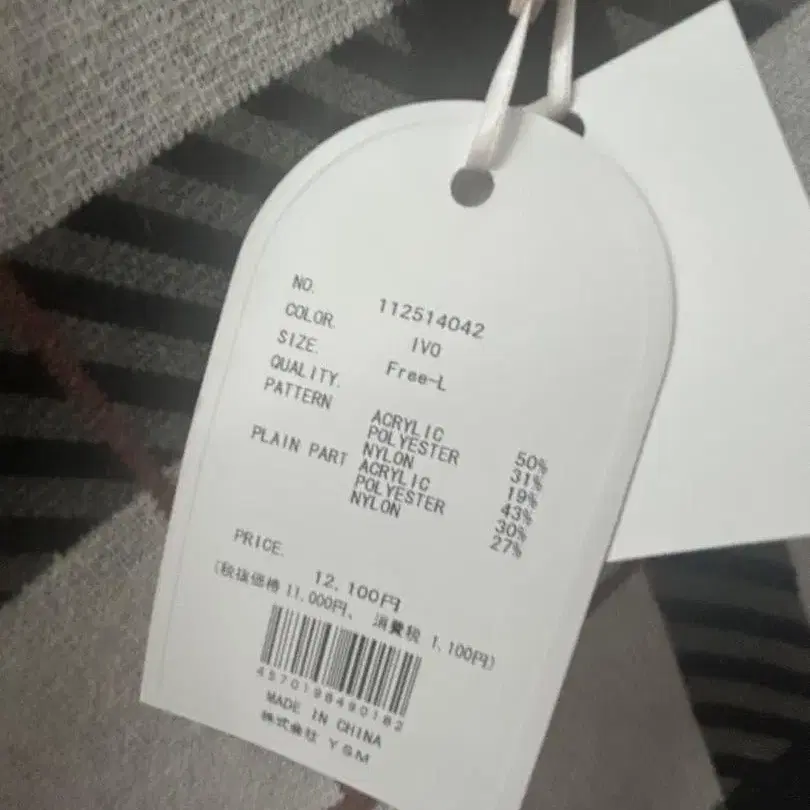 NO. 112514042
COLOR. IVO
SIZE. Free-L
QUALITY.
PATTERN ACRYLIC 50%
POLYESTER 31%
NYLON 19%
PLAIN PART ACRYLIC 43%
POLYESTER 30%
NYLON 27%
PRICE. 12,100円
(税抜価格 11,000円、 消費税 1,100円)
4570198490182
MADE IN CHINA
株式会社 YSM